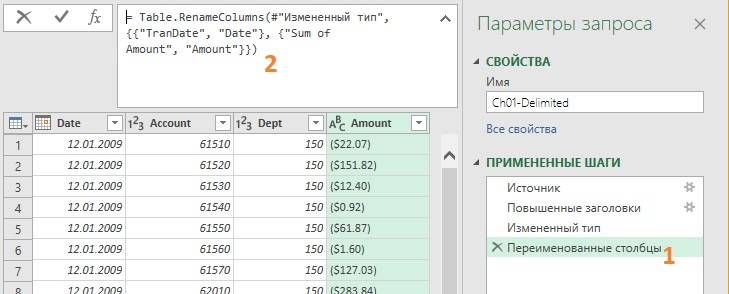 fx
= Table.RenameColumns(#"Измененный тип",
{{"TranDate", "Date"}, {"Sum of
Amount", "Amount"}})
2
Date 1²3 Account 1²3 Dept ABC Amount
1 12.01.2009 61510 150 ($22.07)
2 12.01.2009 61520 150 ($151.82)
3 12.01.2009 61530 150 ($12.40)
4 12.01.2009 61540 150 ($0.92)
5 12.01.2009 61550 150 ($61.87)
6 12.01.2009 61560 150 ($1.60)
7 12.01.2009 61570 150 ($127.03)
8 12.01.2009 62010 150 ($283.84)
Параметры запроса
СВОЙСТВА
Имя
Ch01-Delimited
Все свойства
ПРИМЕНЕННЫЕ ШАГИ
Источник
Повышенные заголовки
Измененный тип
Переименованные столбцы
1